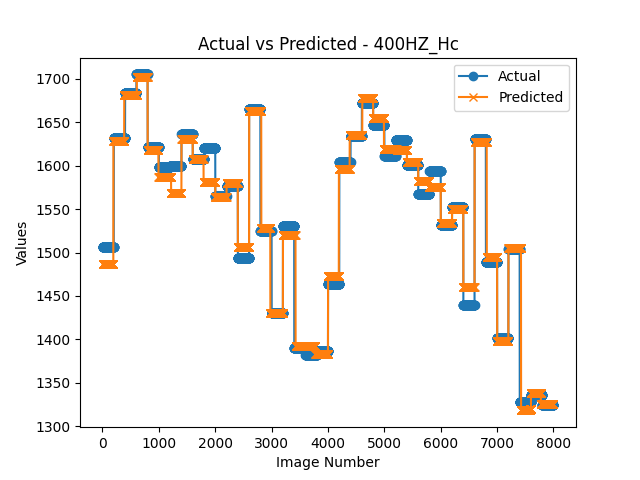 Actual vs Predicted - 400HZ_Hc
Actual
Predicted
Values
1700
1650
1600
1550
1500
1450
1400
1350
1300
0 1000 2000 3000 4000 5000 6000 7000 8000
Image Number